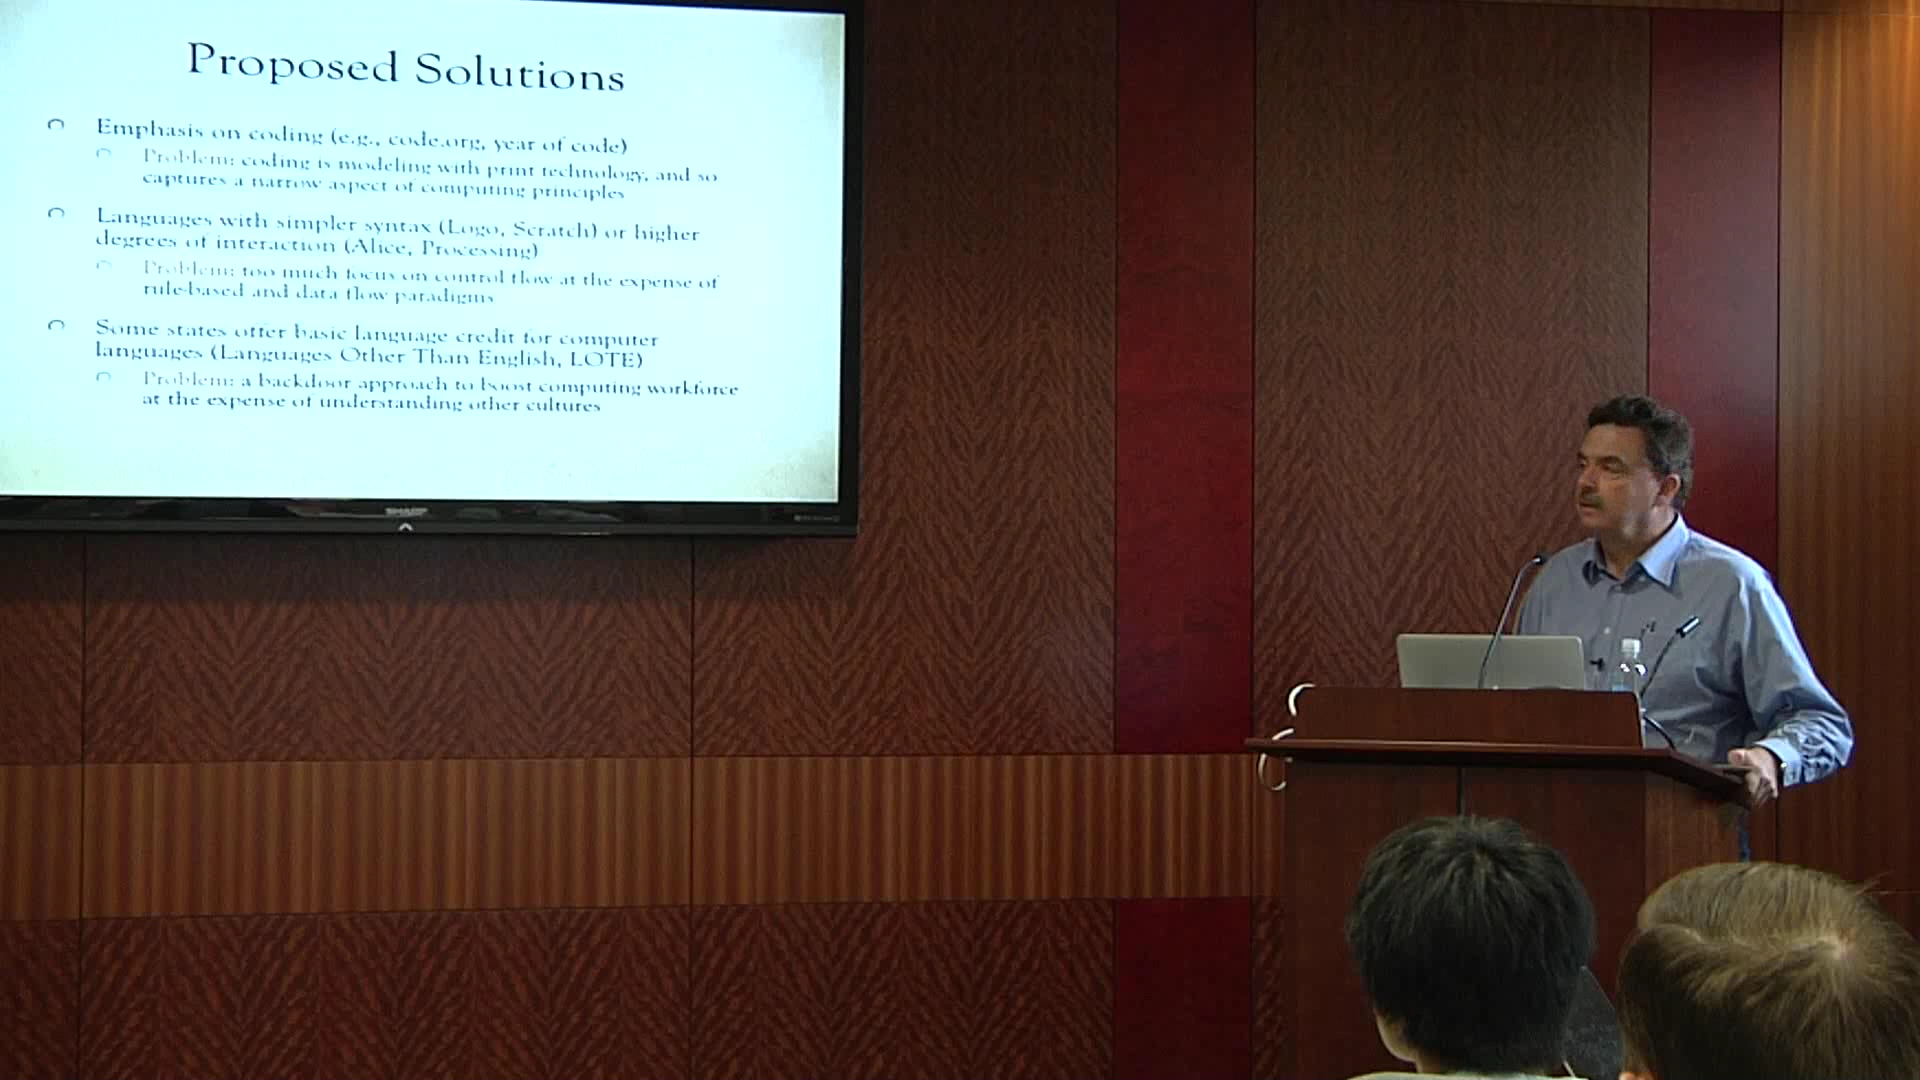 Proposed Solutions
Emphasis on coding (e.g., code.org, year of code)
Problem: coding is modeling with print technology, and so
captures a narrow aspect of computing principles
Languages with simpler syntax (Logo, Scratch) or higher
degrees of interaction (Alice, Processing)
Problem: too much focus on control flow at the expense of
rule-based and data flow paradigms
Some states offer basic language credit for computer
languages (Languages Other Than English, LOTE)
Problem: a backdoor approach to boost computing workforce
at the expense of understanding other cultures
SHARP